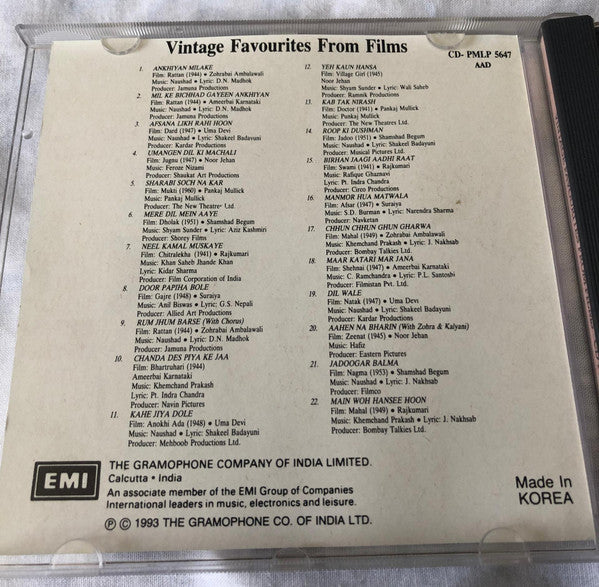 Vintage Favourites From Films
CD- PMLP 5647
AAD
1. ANKHIYAN MILAKE
Film: Rattan (1944) • Zohrabai Ambalawali
Music: Naushad • Lyric: D.N. Madhok
Producer: Jamuna Productions
2. MIL KE BICHHAD GAYEEN ANKHIYAN
Film: Rattan (1944) • Ameerbai Karnataki
Music: Naushad • Lyric: D.N. Madhok
Producer: Jamuna Productions
3. AFSANA LIKH RAHI HOON
Film: Dard (1947) • Uma Devi
Music: Naushad • Lyric: Shakeel Badayuni
Producer: Kardar Productions
4. UMANGEN DIL KI MACHALI
Film: Jugnu (1947) • Noor Jehan
Music: Feroze Nizami
Producer: Shaukat Art Productions
5. SHARABI SOCH NA KAR
Film: Mukti (1960) • Pankaj Mullick
Music: Pankaj Mullick
Producer: The New Theatres Ltd.
6. MERE DIL MEIN AAYE
Film: Dholak (1951) • Shamshad Begum
Music: Shyam Sunder • Lyric: Aziz Kashmiri
Producer: Shorey Films
7. NEEL KAMAL MUSKAYE
Film: Chitralekha (1941) • Rajkumari
Music: Khan Saheb Jhande Khan
Lyric: Kidar Sharma
Producer: Film Corporation of India
8. DOOR PAPIHA BOLE
Film: Gajre (1948) • Suraiya
Music: Anil Biswas • Lyric: G.S. Nepali
Producer: Allied Art Productions
9. RUM JHUM BARSE (With Chorus)
Film: Rattan (1944) • Zohrabai Ambalawali
Music: Naushad • Lyric: D.N. Madhok
Producer: Jamuna Productions
10. CHANDA DES PIYA KE JAA
Film: Bhartruhari (1944)
Ameerbai Karnataki
Music: Khemchand Prakash
Lyric: Pt. Indra Chandra
Producer: Navin Pictures
11. KAHE JIYA DOLE
Film: Anokhi Ada (1948) • Uma Devi
Music: Naushad • Lyric: Shakeel Badayuni
Producer: Mehboob Productions Ltd.
12. YEH KAUN HANSA
Film: Village Girl (1945)
Noor Jehan
Music: Shyam Sunder • Lyric: Wali Saheb
Producer: Ramnik Productions
13. KAB TAK NIRASH
Film: Doctor (1941) • Pankaj Mullick
Music: Punkaj Mullick
Producer: The New Theatres Ltd.
14. ROOP KI DUSHMAN
Film: Jadoo (1951) • Shamshad Begum
Music: Naushad • Lyric: Shakeel Badayuni
Producer: Musical Pictures Ltd.
15. BIRHAN JAAGI AADHI RAAT
Film: Swami (1941) • Rajkumari
Music: Rafique Ghaznavi
Lyric: Pt. Indra Chandra
Producer: Circo Productions
16. MANMOR HUA MATWALA
Film: Afsar (1947) • Suraiya
Music: S.D. Burman • Lyric: Narendra Sharma
Producer: Navketan
17. CHHUN CHHUN GHUN GHARWA
Film: Mahal (1949) • Zohrabai Ambalawali
Music: Khemchand Prakash • Lyric: J. Nakhsab
Producer: Bombay Talkies Ltd.
18. MAAR KATARI MAR JANA
Film: Shehnai (1947) • Ameerbai Karnataki
Music: C. Ramchandra • Lyric: P.L. Santoshi
Producer: Filmistan Pvt. Ltd.
19. DIL WALE
Film: Natak (1947) • Uma Devi
Music: Naushad • Lyric: Shakeel Badayuni
Producer: Kardar Productions
20. AAHEN NA BHARIN (With Zohra & Kalyani)
Film: Zeenat (1945) • Noor Jehan
Music: Hafiz
Producer: Eastern Pictures
21. JADOOGAR BALMA
Film: Nagma (1953) • Shamshad Begum
Music: Naushad • Lyric: J. Nakhsab
Producer: Filmco
22. MAIN WOH HANSEE HOON
Film: Mahal (1949) • Rajkumari
Music: Khemchand Prakash • Lyric: J. Nakhsab
Producer: Bombay Talkies Ltd.
EMI
THE GRAMOPHONE COMPANY OF INDIA LIMITED.
Calcutta • India
An associate member of the EMI Group of Companies
International leaders in music, electronics and leisure.
Ⓟ © 1993 THE GRAMOPHONE CO. OF INDIA LTD.
Made In
KOREA